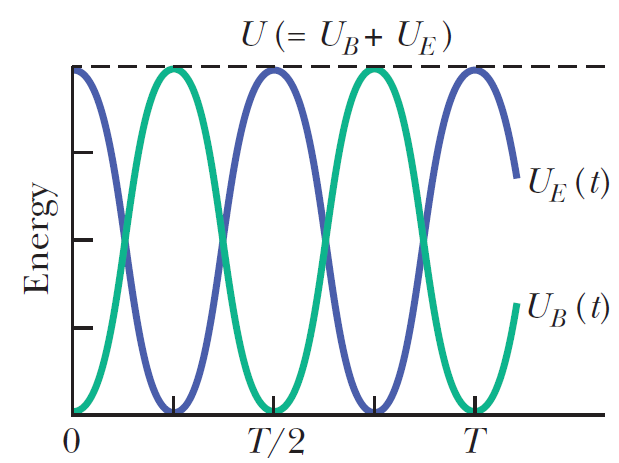 U (= U_B + U_E)
Energy
U_E (t)
U_B (t)
0
T/2
T